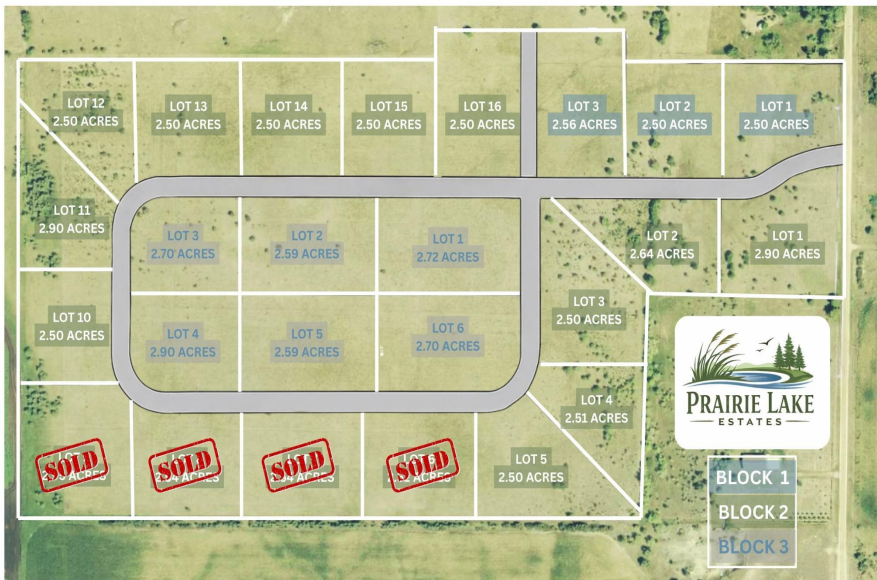 LOT 12
2.50 ACRES
LOT 13
2.50 ACRES
LOT 14
2.50 ACRES
LOT 15
2.50 ACRES
LOT 16
2.50 ACRES
LOT 3
2.56 ACRES
LOT 2
2.50 ACRES
LOT 1
2.50 ACRES
LOT 11
2.90 ACRES
LOT 3
2.70 ACRES
LOT 2
2.59 ACRES
LOT 1
2.72 ACRES
LOT 2
2.64 ACRES
LOT 1
2.90 ACRES
LOT 10
2.50 ACRES
LOT 4
2.90 ACRES
LOT 5
2.59 ACRES
LOT 6
2.70 ACRES
LOT 3
2.50 ACRES
LOT 4
2.51 ACRES
LOT 5
2.50 ACRES
SOLD
ACRES
SOLD
ACRES
SOLD
ACRES
SOLD
ACRES
PRAIRIE LAKE
ESTATES
BLOCK 1
BLOCK 2
BLOCK 3